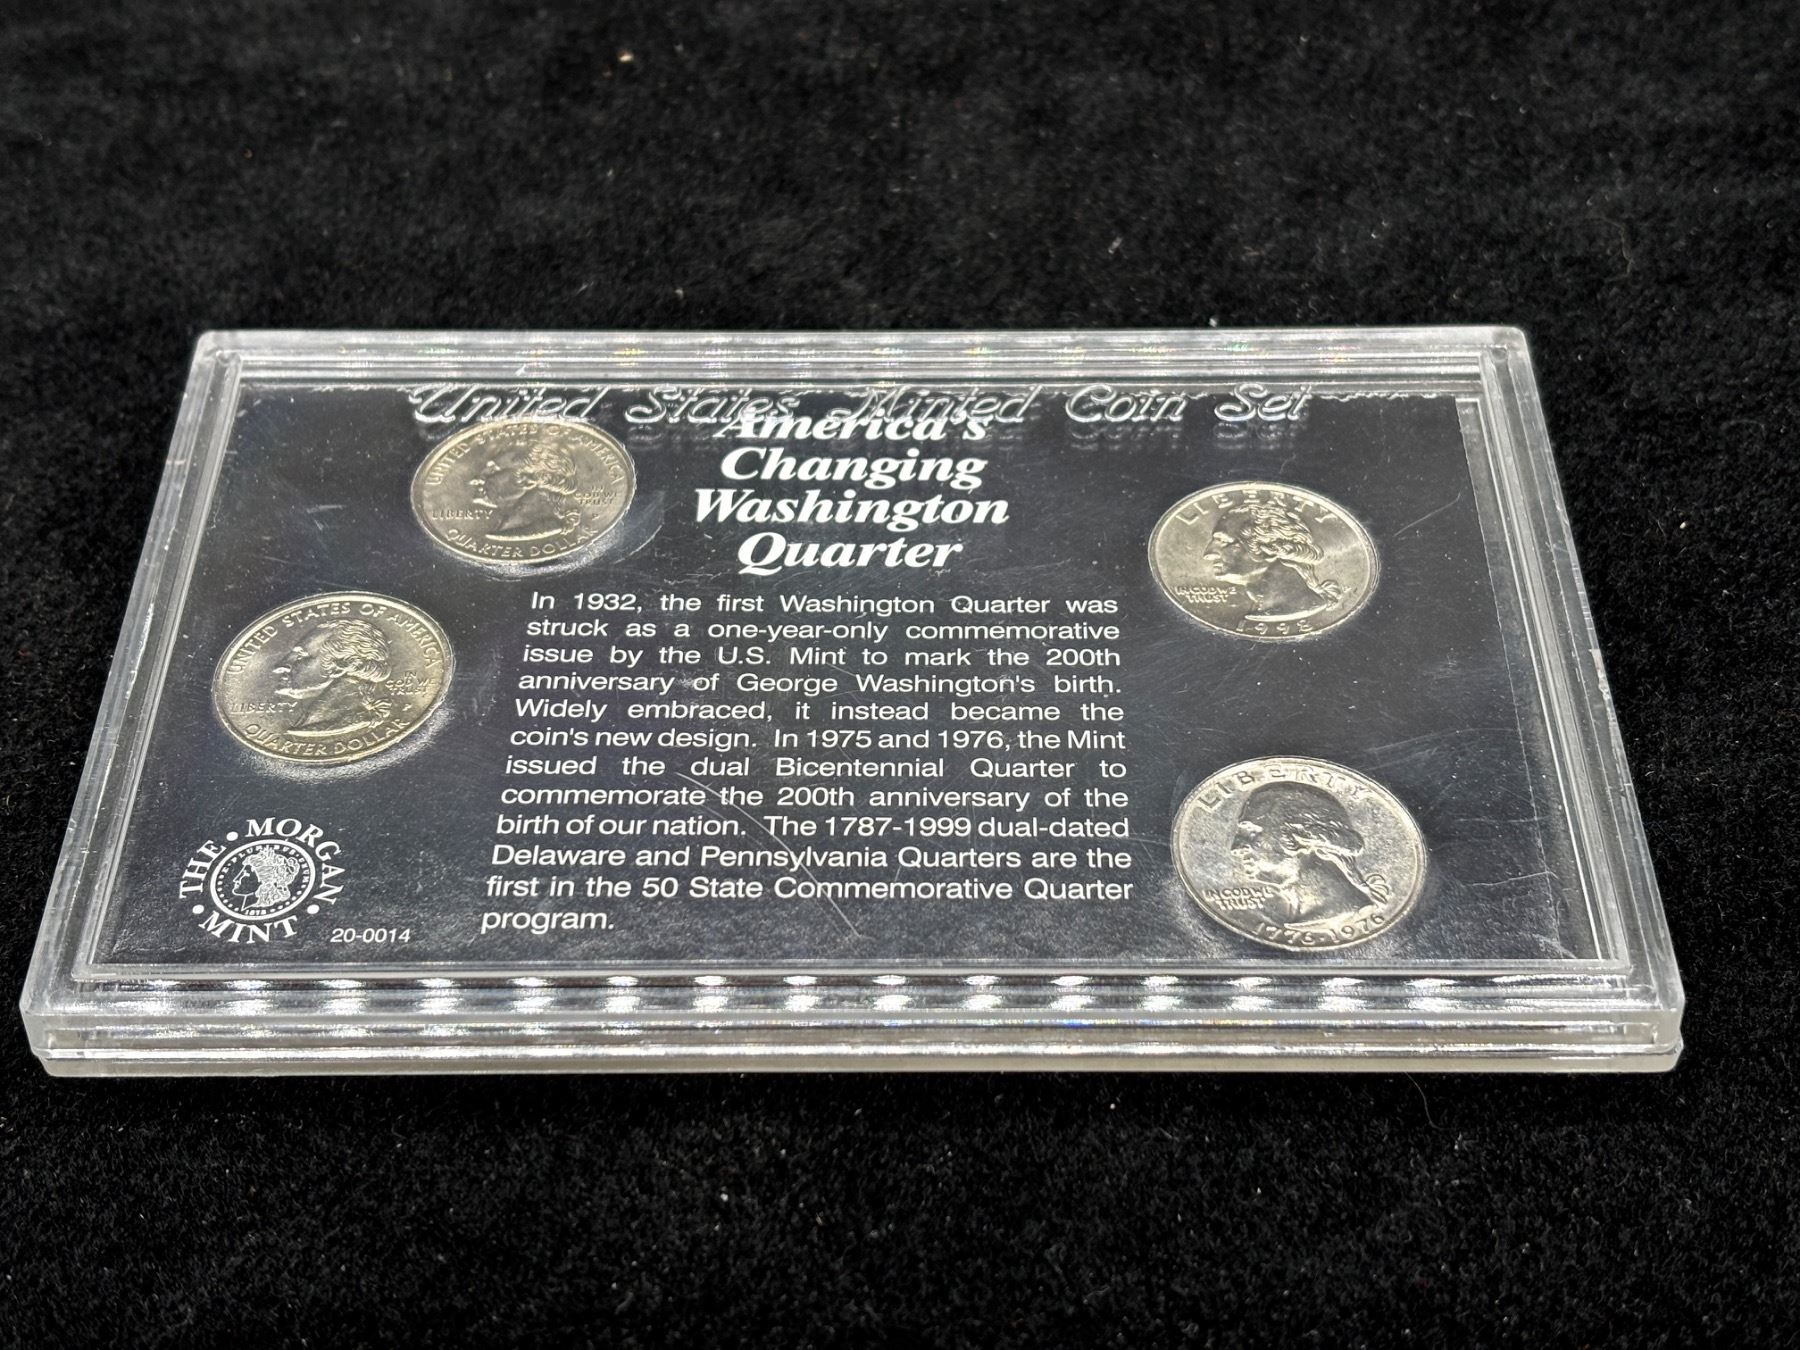 United States Minted Coin Set
America's
Changing
Washington
Quarter
In 1932, the first Washington Quarter was
struck as a one-year-only commemorative
issue by the U.S. Mint to mark the 200th
anniversary of George Washington's birth.
Widely embraced, it instead became the
coin's new design. In 1975 and 1976, the Mint
issued the dual Bicentennial Quarter to
commemorate the 200th anniversary of the
birth of our nation. The 1787-1999 dual-dated
Delaware and Pennsylvania Quarters are the
first in the 50 State Commemorative Quarter
program.
UNITED STATES OF AMERICA
LIBERTY
IN
GOD WE
TRUST
QUARTER DOLLAR
UNITED STATES OF AMERICA
LIBERTY
IN
GOD WE
TRUST
QUARTER DOLLAR
LIBERTY
IN GOD WE
TRUST
1998
LIBERTY
IN GOD WE
TRUST
1776-1976
• THE • MORGAN • MINT •
E PLURIBUS UNUM
1878
20-0014